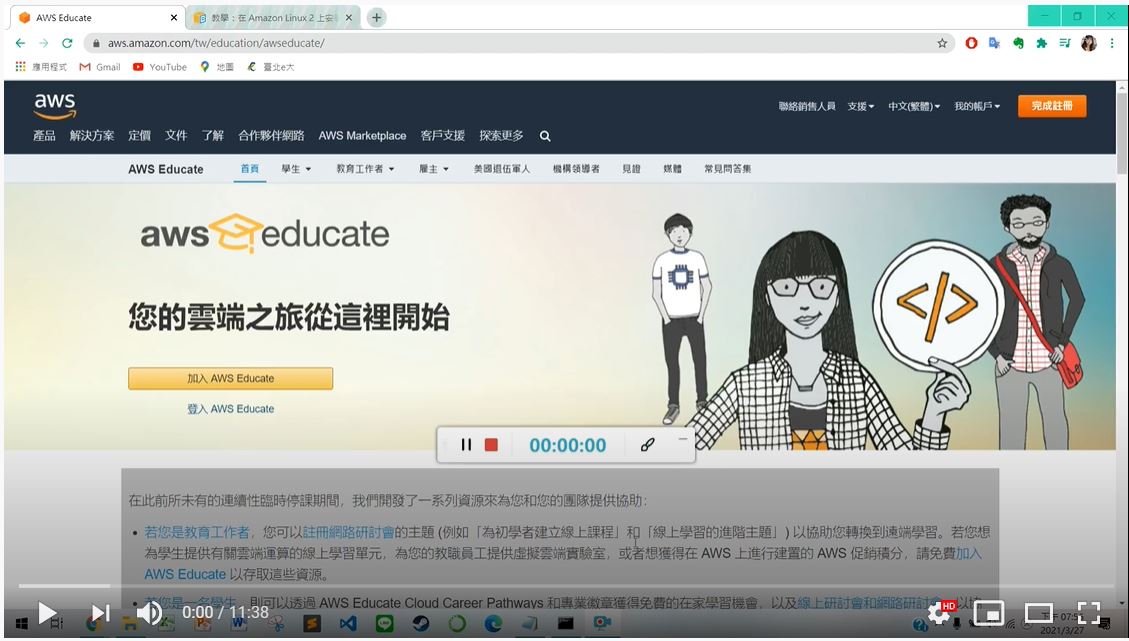 AWS Educate
教學：在 Amazon Linux 2 上安
aws.amazon.com/tw/education/awseducate/
應用程式 Gmail YouTube 地圖 臺北e大
aws
聯絡銷售人員 支援 中文(繁體) 我的帳戶 完成註冊
產品 解決方案 定價 文件 了解 合作夥伴網路 AWS Marketplace 客戶支援 探索更多
AWS Educate 首頁 學生 教育工作者 雇主 美國退伍軍人 機構領導者 見證 媒體 常見問答集
aws educate
您的雲端之旅從這裡開始
加入 AWS Educate
登入 AWS Educate
00:00:00
在此前所未有的連續性臨時停課期間，我們開發了一系列資源來為您和您的團隊提供協助：
• 若您是教育工作者，您可以註冊網路研討會的主題 (例如「為初學者建立線上課程」和「線上學習的進階主題」) 以協助您轉換到遠端學習。若您想
為學生提供有關雲端運算的線上學習單元，為您的教職員工提供虛擬雲端實驗室，或者想獲得在 AWS 上進行建置的 AWS 促銷積分，請免費加入
AWS Educate 以存取這些資源。
• 若您是一名學生，則可以透過 AWS Educate Cloud Career Pathways 和專業徽章獲得免費的在家學習機會，以及線上研討會和網路研討會，以協
0:00 / 11:38
HD
下午 07:5
2021/3/27